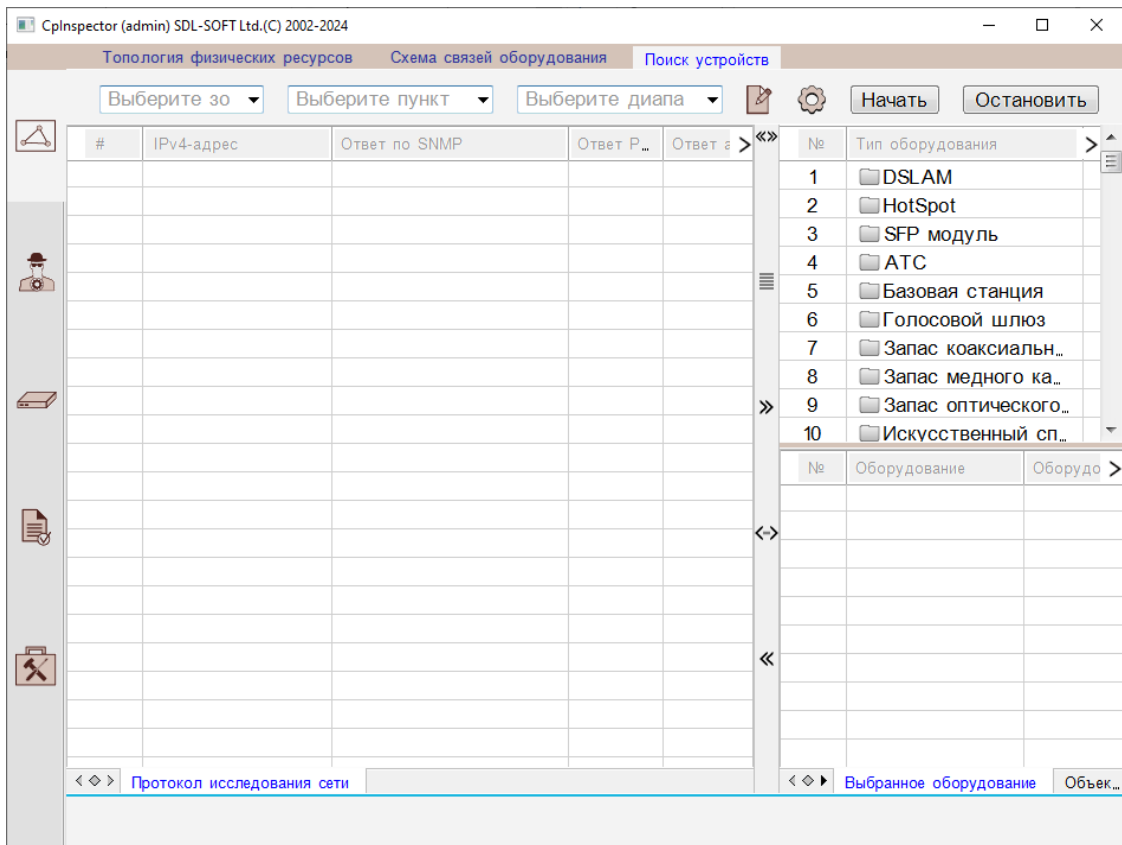 CpInspector (admin) SDL-SOFT Ltd.(C) 2002-2024
Топология физических ресурсов Схема связей оборудования Поиск устройств
Выберите зо Выберите пункт Выберите диапа Начать Остановить
# IPv4-адрес Ответ по SNMP Ответ P... Ответ а
№ Тип оборудования
1 DSLAM
2 HotSpot
3 SFP модуль
4 АТС
5 Базовая станция
6 Голосовой шлюз
7 Запас коаксиальн...
8 Запас медного ка...
9 Запас оптического...
10 Искусственный сп...
№ Оборудование Оборудо
Протокол исследования сети
Выбранное оборудование Объек...